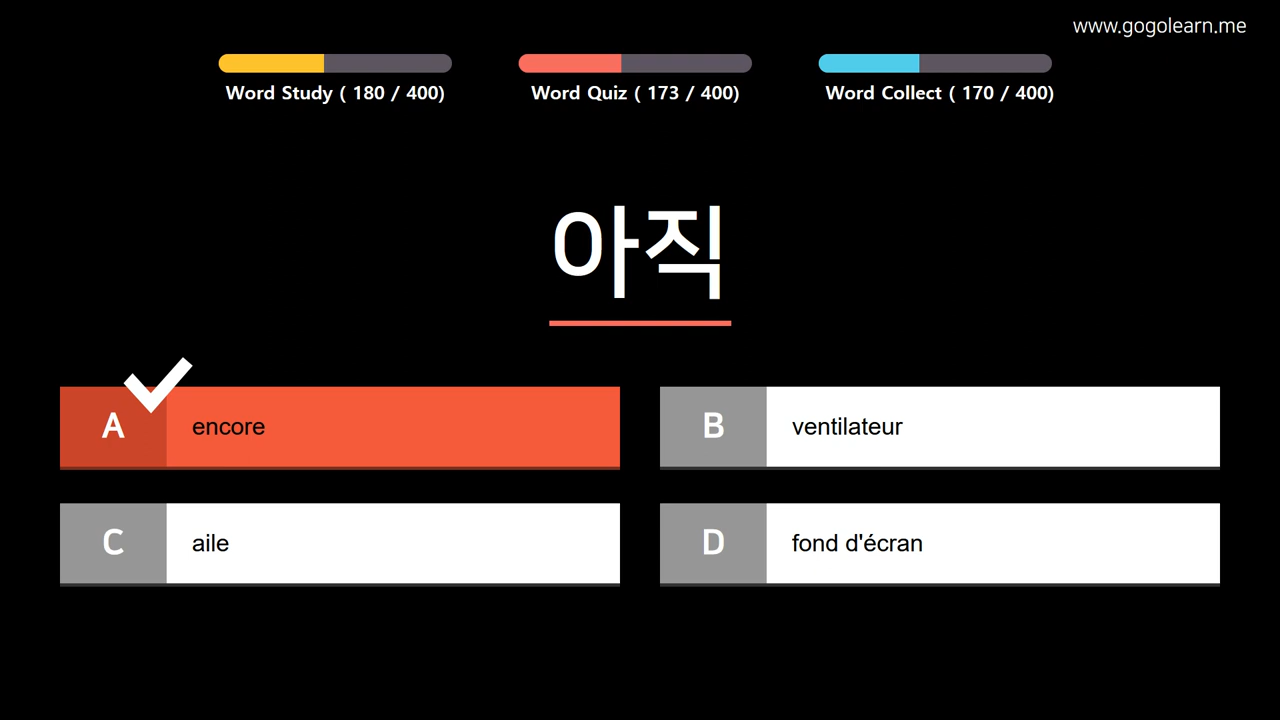 www.gogolearn.me
Word Study ( 180 / 400)
Word Quiz ( 173 / 400)
Word Collect ( 170 / 400)
아직
A encore
B ventilateur
C aile
D fond d'écran